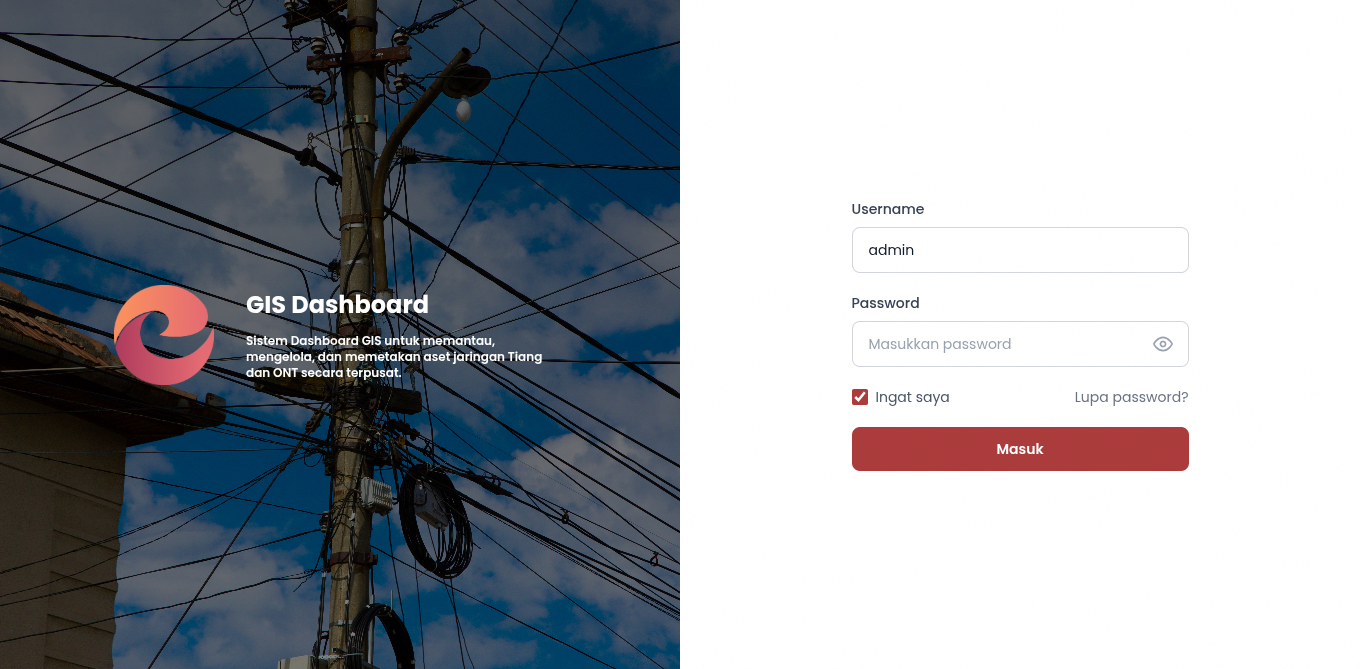 GIS Dashboard
Sistem Dashboard GIS untuk memantau,
mengelola, dan memetakan aset jaringan Tiang
dan ONT secara terpusat.
Username
admin
Password
Masukkan password
Ingat saya
Lupa password?
Masuk